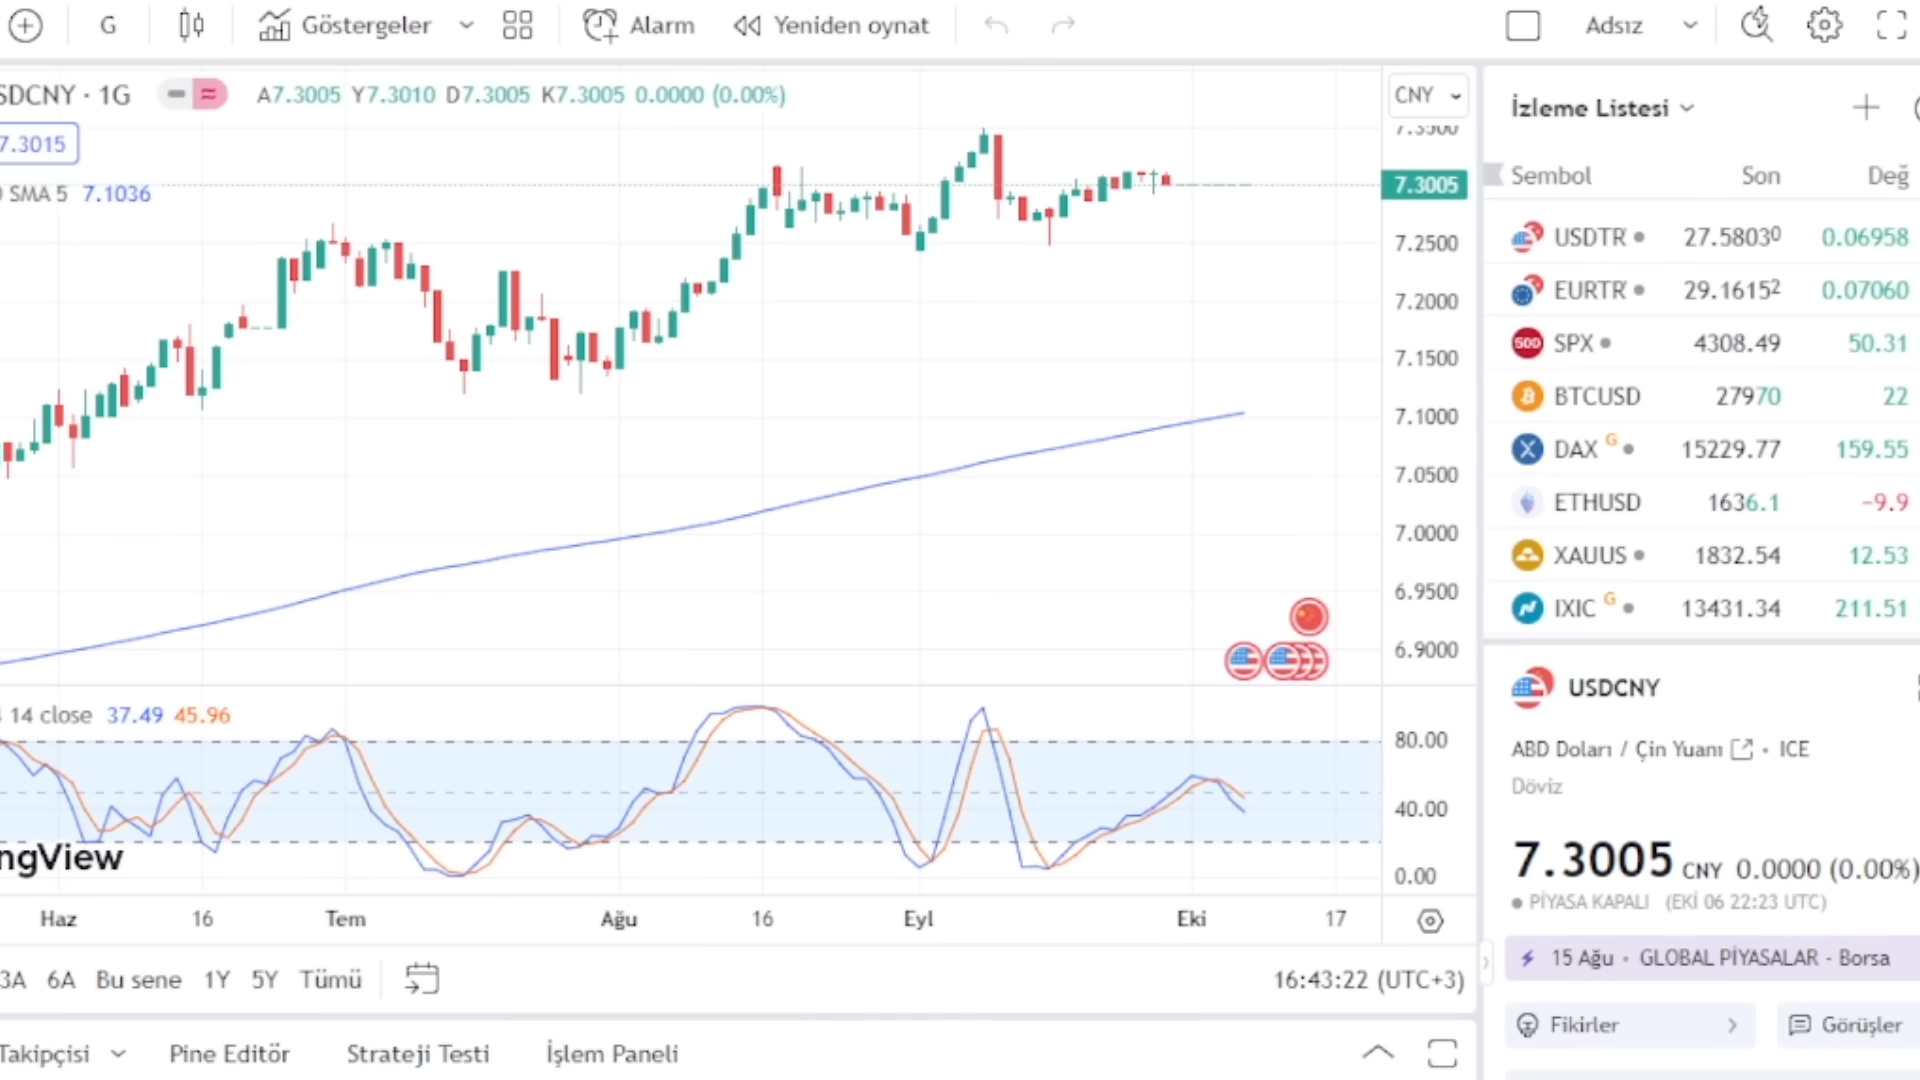 G Göstergeler Alarm Yeniden oynat Adsız
SDCNY · 1G A7.3005 Y7.3010 D7.3005 K7.3005 0.0000 (0.00%)
CNY
7.3015
SMA 5 7.1036
7.3500
7.3005
7.2500
7.2000
7.1500
7.1000
7.0500
7.0000
6.9500
6.9000
14 close 37.49 45.96
80.00
40.00
0.00
ngView
Haz 16 Tem Ağu 16 Eyl Eki 17
3A 6A Bu sene 1Y 5Y Tümü
16:43:22 (UTC+3)
Takipçisi Pine Editör Strateji Testi İşlem Paneli
İzleme Listesi
Sembol Son Değ
USDTR 27.58030 0.06958
EURTR 29.16152 0.07060
500 SPX 4308.49 50.31
BTCUSD 27970 22
DAX G 15229.77 159.55
ETHUSD 1636.1 −9.9
XAUUS 1832.54 12.53
IXIC G 13431.34 211.51
USDCNY
ABD Doları / Çin Yuanı · ICE
Döviz
7.3005 CNY 0.0000 (0.00%)
PİYASA KAPALI (EKİ 06 22:23 UTC)
15 Ağu · GLOBAL PİYASALAR - Borsa
Fikirler Görüşler